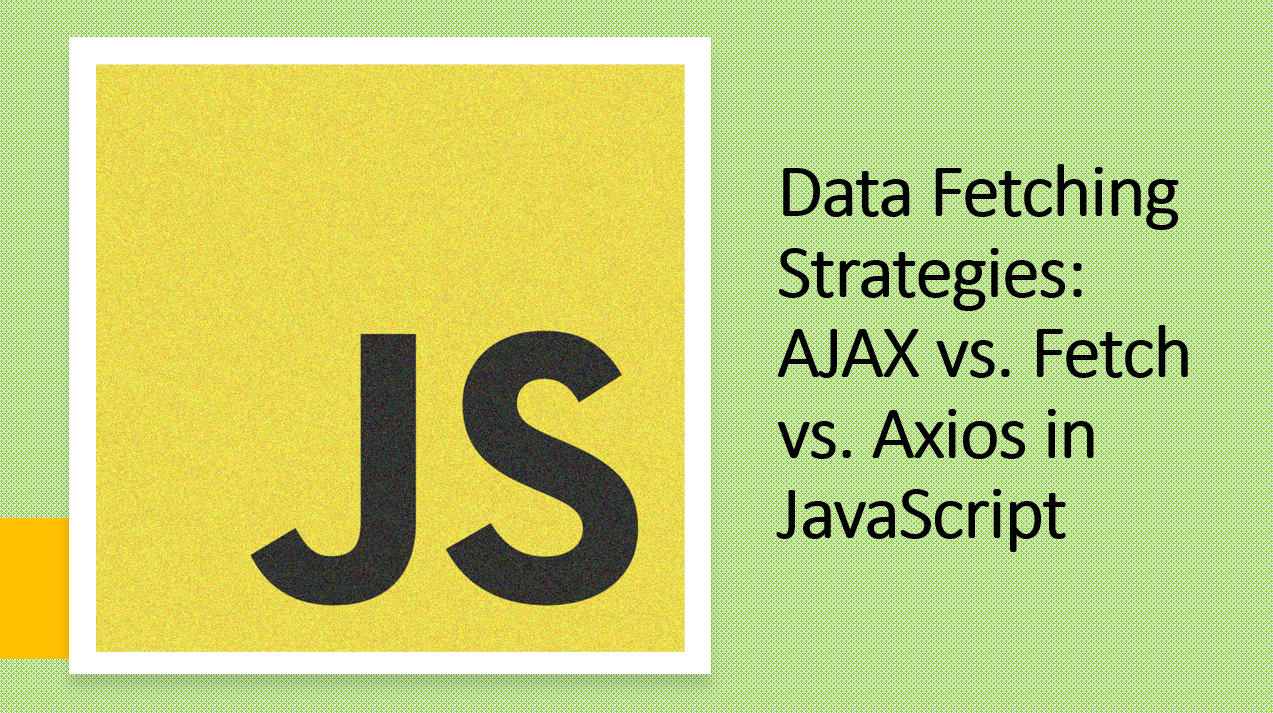 JS
Data Fetching
Strategies:
AJAX vs. Fetch
vs. Axios in
JavaScript